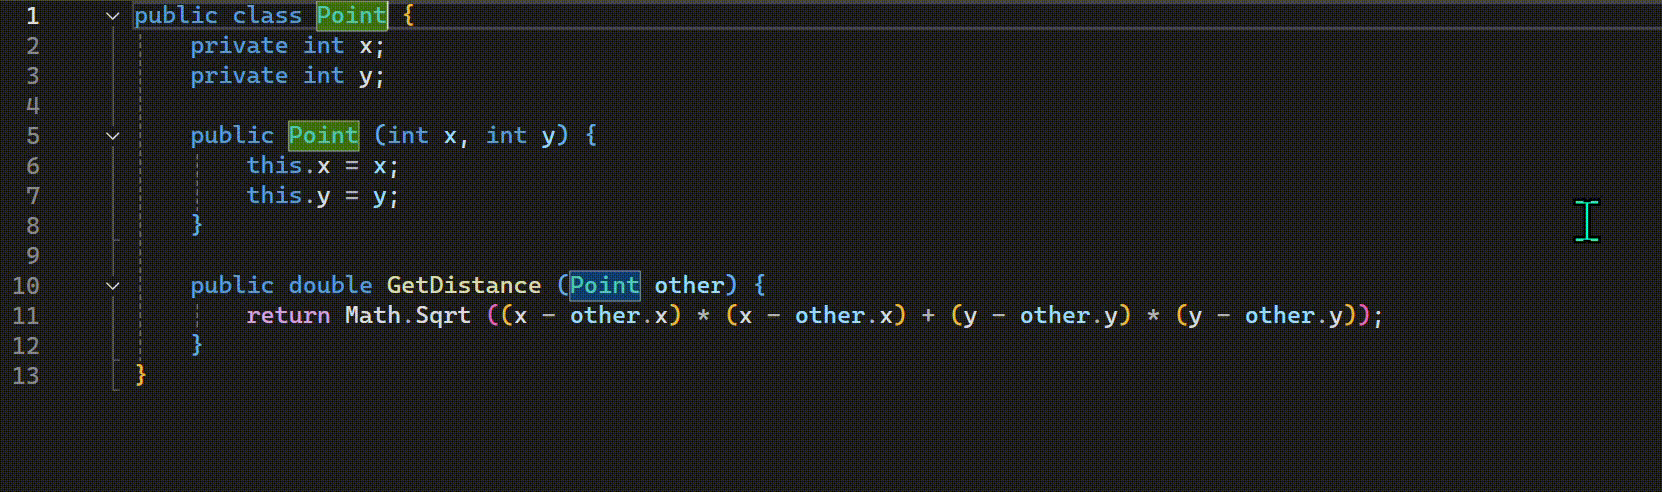 1 public class Point {
2 private int x;
3 private int y;
4
5 public Point (int x, int y) {
6 this.x = x;
7 this.y = y;
8 }
9
10 public double GetDistance (Point other) {
11 return Math.Sqrt ((x - other.x) * (x - other.x) + (y - other.y) * (y - other.y));
12 }
13 }